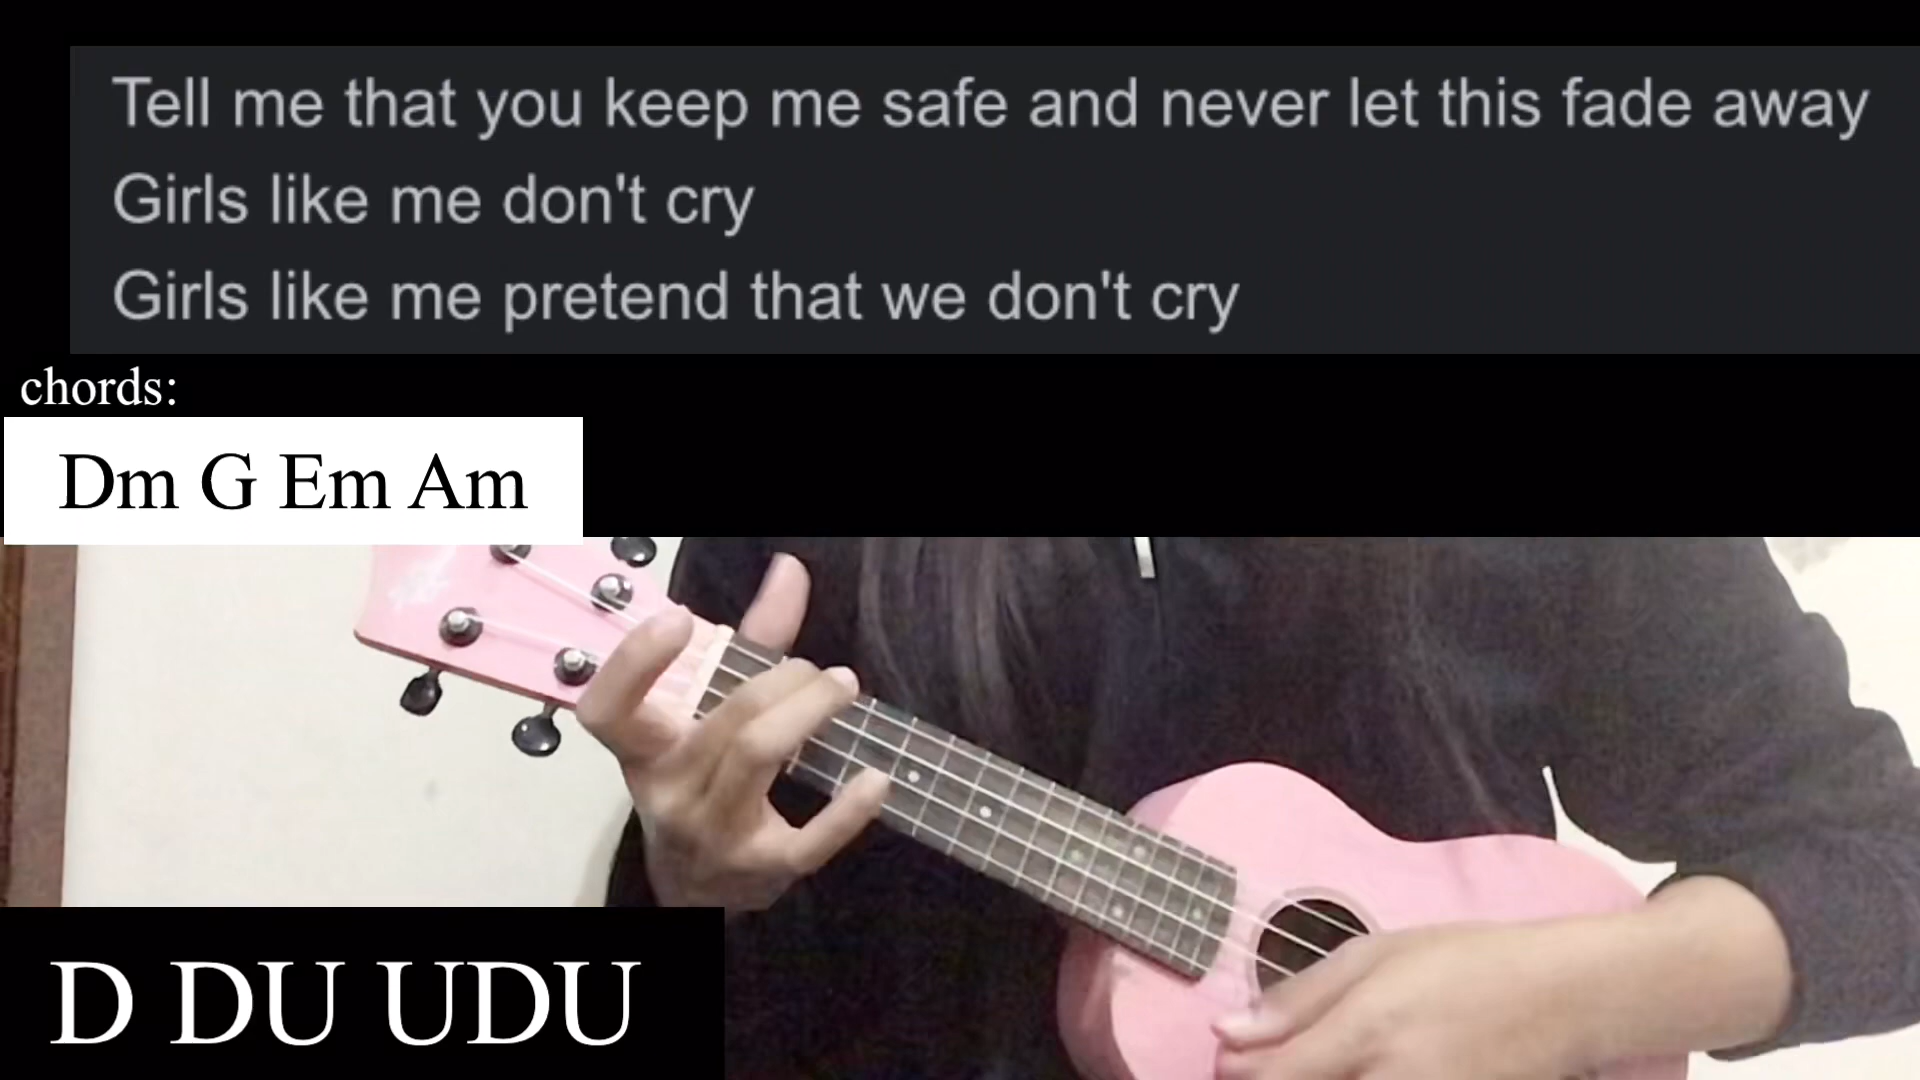 Tell me that you keep me safe and never let this fade away
Girls like me don't cry
Girls like me pretend that we don't cry
chords:
Dm G Em Am
D DU UDU